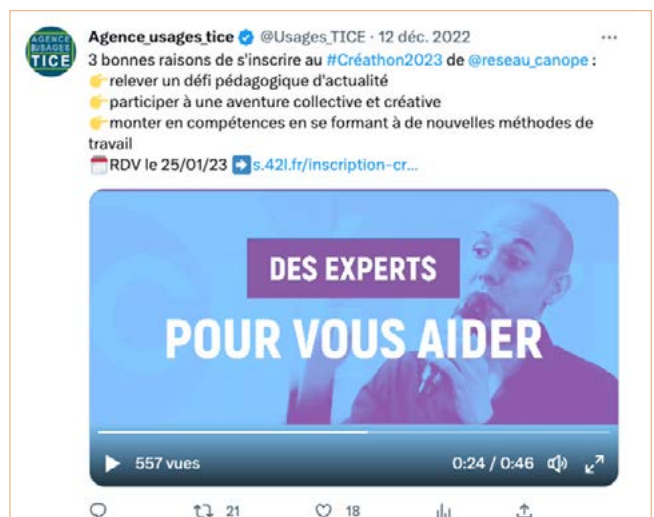 AGENCE
DES USAGES
TICE
Agence_usages_tice @Usages_TICE · 12 déc. 2022
3 bonnes raisons de s'inscrire au #Créathon2023 de @reseau_canope :
👉relever un défi pédagogique d'actualité
👉participer à une aventure collective et créative
👉monter en compétences en se formant à de nouvelles méthodes de
travail
🗓️RDV le 25/01/23 ➡️s.42l.fr/inscription-cr...
DES EXPERTS
POUR VOUS AIDER
557 vues 0:24 / 0:46
21 18